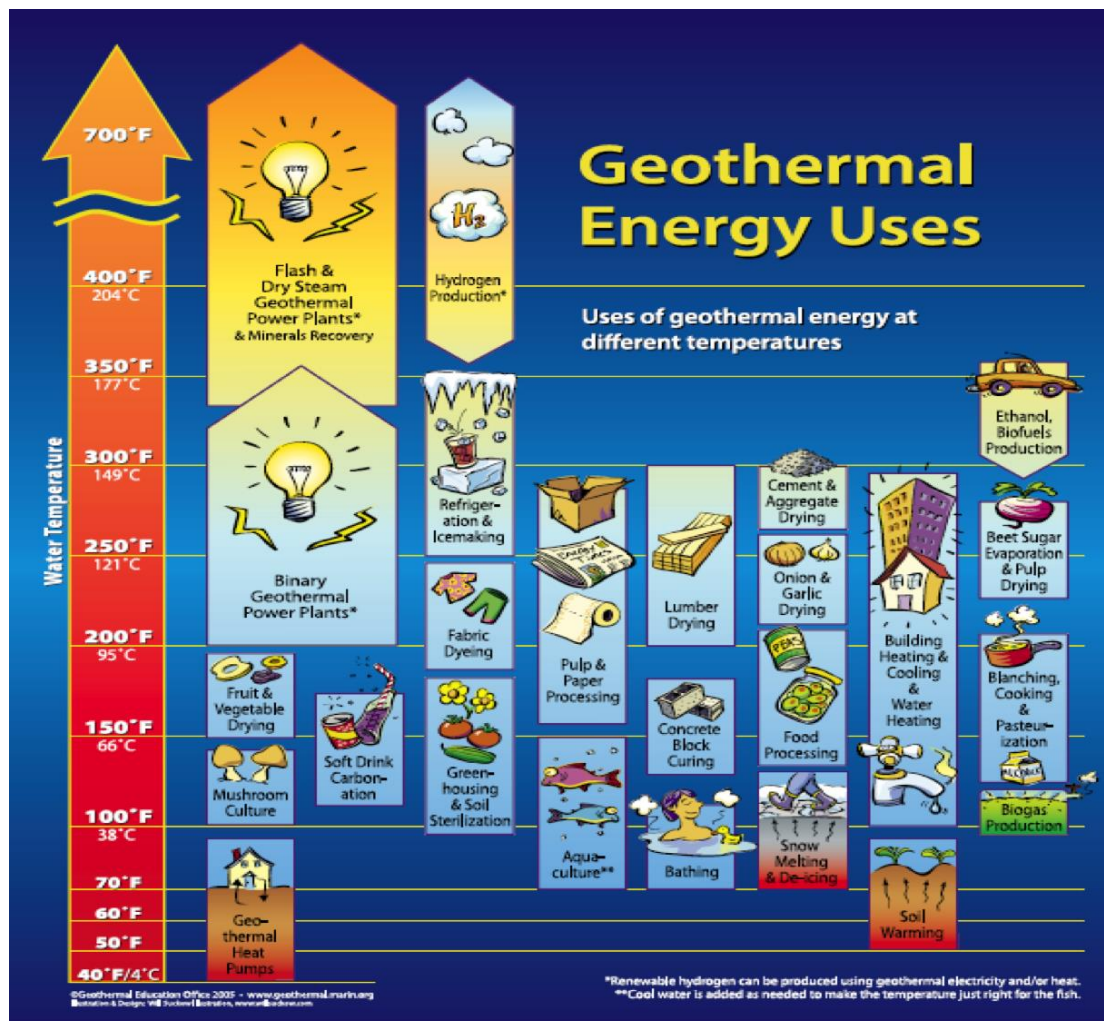 Geothermal
Energy Uses
Uses of geothermal energy at
different temperatures
Water Temperature
700°F
400°F
204°C
350°F
177°C
300°F
149°C
250°F
121°C
200°F
95°C
150°F
66°C
100°F
38°C
70°F
60°F
50°F
40°F/4°C
Flash &
Dry Steam
Geothermal
Power Plants*
& Minerals Recovery
H2
Hydrogen
Production*
Binary
Geothermal
Power Plants*
Refriger-
ation &
Icemaking
Ethanol,
Biofuels
Production
Cement &
Aggregate
Drying
Energy
Times
Pulp &
Paper
Processing
Lumber
Drying
Onion &
Garlic
Drying
Building
Heating &
Cooling
&
Water
Heating
Beet Sugar
Evaporation
& Pulp
Drying
Fabric
Dyeing
PEAS
Food
Processing
Blanching,
Cooking
&
Pasteur-
ization
Fruit &
Vegetable
Drying
Soft Drink
Carbon-
ation
Green-
housing
& Soil
Sterilization
Concrete
Block
Curing
Mushroom
Culture
Aqua-
culture**
Bathing
Snow
Melting
& De-icing
Biogas
Production
Geo-
thermal
Heat
Pumps
Soil
Warming
©Geothermal Education Office 2005 - www.geothermal.marin.org
*Renewable hydrogen can be produced using geothermal electricity and/or heat.
**Cool water is added as needed to make the temperature just right for the fish.